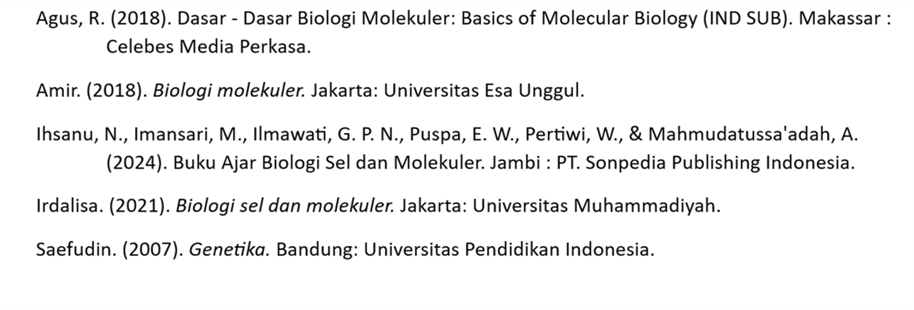 Agus, R. (2018). Dasar - Dasar Biologi Molekuler: Basics of Molecular Biology (IND SUB). Makassar :
Celebes Media Perkasa.
Amir. (2018). Biologi molekuler. Jakarta: Universitas Esa Unggul.
Ihsanu, N., Imansari, M., Ilmawati, G. P. N., Puspa, E. W., Pertiwi, W., & Mahmudatussa'adah, A.
(2024). Buku Ajar Biologi Sel dan Molekuler. Jambi : PT. Sonpedia Publishing Indonesia.
Irdalisa. (2021). Biologi sel dan molekuler. Jakarta: Universitas Muhammadiyah.
Saefudin. (2007). Genetika. Bandung: Universitas Pendidikan Indonesia.